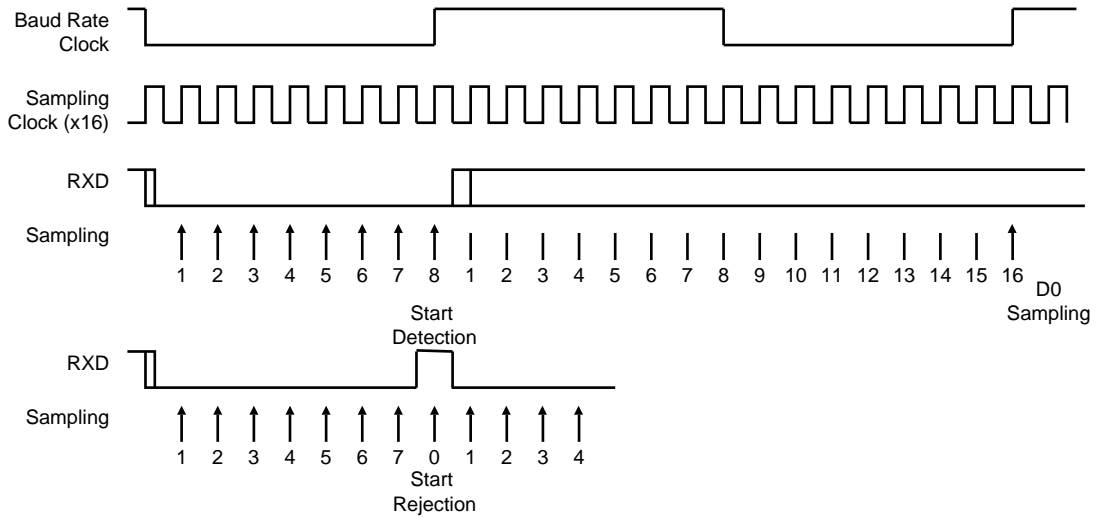 Baud Rate
Clock
Sampling
Clock (x16)
RXD
Sampling
1 2 3 4 5 6 7 8 1 2 3 4 5 6 7 8 9 10 11 12 13 14 15 16
D0
Sampling
Start
Detection
RXD
Sampling
1 2 3 4 5 6 7 0 1 2 3 4
Start
Rejection